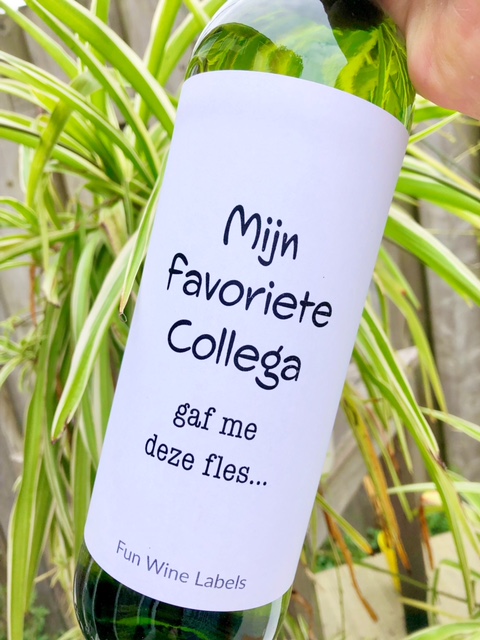 Mijn
favoriete
Collega
gaf me
deze fles...
Fun Wine Labels